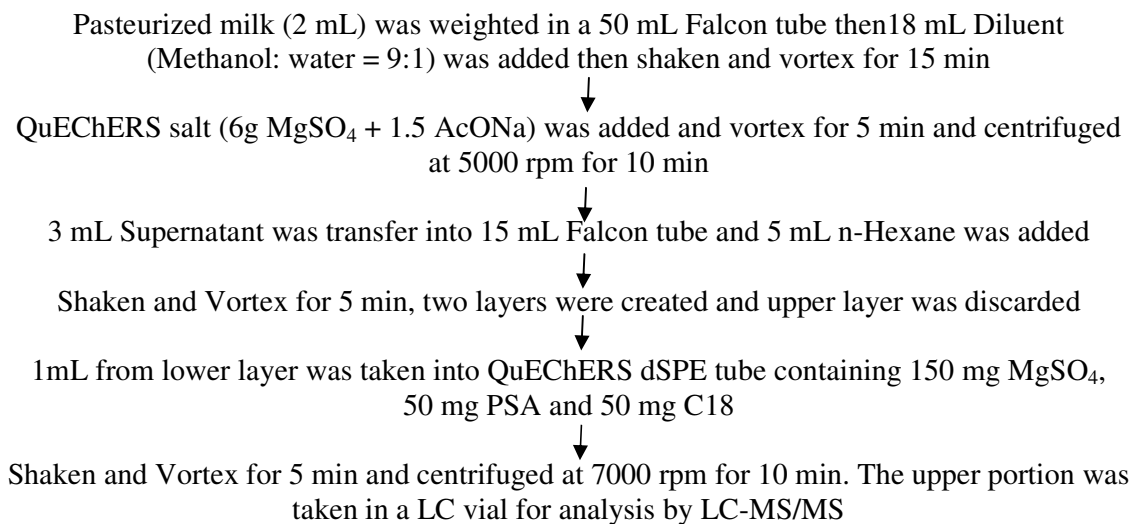 Pasteurized milk (2 mL) was weighted in a 50 mL Falcon tube then18 mL Diluent
(Methanol: water = 9:1) was added then shaken and vortex for 15 min
QuEChERS salt (6g MgSO₄ + 1.5 AcONa) was added and vortex for 5 min and centrifuged
at 5000 rpm for 10 min
3 mL Supernatant was transfer into 15 mL Falcon tube and 5 mL n-Hexane was added
Shaken and Vortex for 5 min, two layers were created and upper layer was discarded
1mL from lower layer was taken into QuEChERS dSPE tube containing 150 mg MgSO₄,
50 mg PSA and 50 mg C18
Shaken and Vortex for 5 min and centrifuged at 7000 rpm for 10 min. The upper portion was
taken in a LC vial for analysis by LC-MS/MS